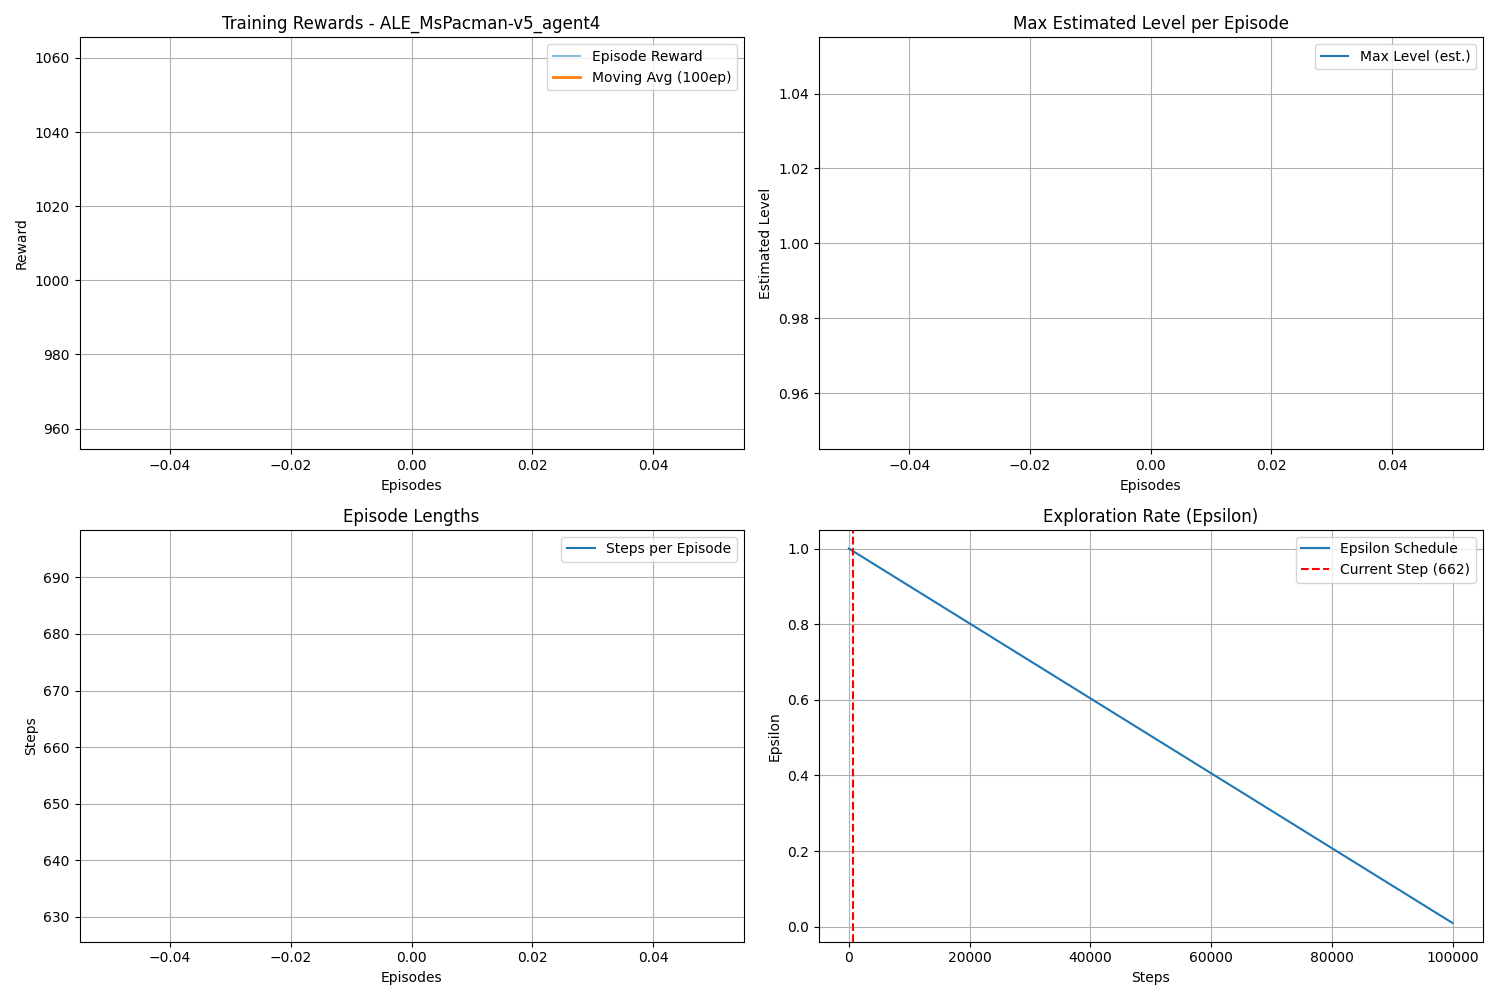 Training Rewards - ALE_MsPacman-v5_agent4
Episode Reward
Moving Avg (100ep)
1060
1040
1020
1000
980
960
Reward
−0.04 −0.02 0.00 0.02 0.04
Episodes
Max Estimated Level per Episode
Max Level (est.)
1.04
1.02
1.00
0.98
0.96
Estimated Level
−0.04 −0.02 0.00 0.02 0.04
Episodes
Episode Lengths
Steps per Episode
690
680
670
660
650
640
630
Steps
−0.04 −0.02 0.00 0.02 0.04
Episodes
Exploration Rate (Epsilon)
Epsilon Schedule
Current Step (662)
1.0
0.8
0.6
0.4
0.2
0.0
Epsilon
0 20000 40000 60000 80000 100000
Steps